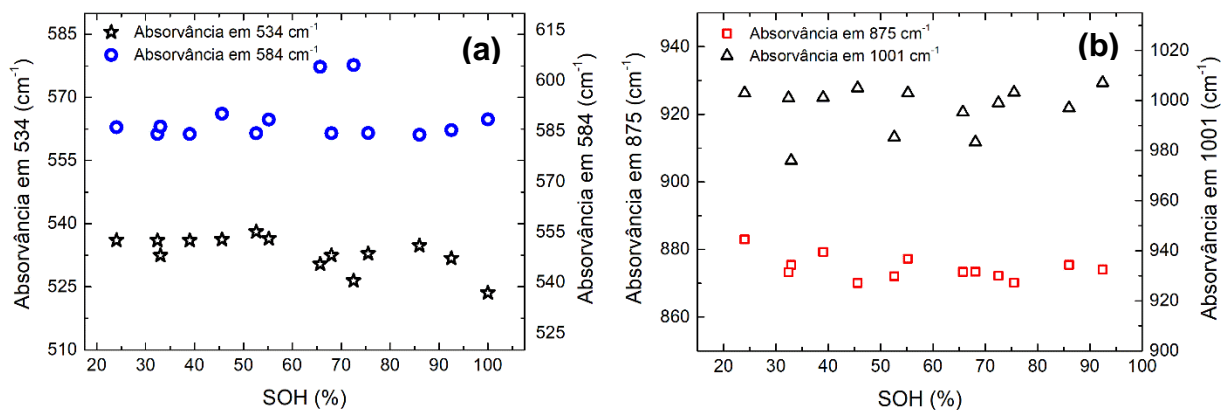 (a)
Absorvância em 534 cm⁻¹
Absorvância em 584 cm⁻¹
Absorvância em 534 (cm⁻¹)
585
570
555
540
525
510
Absorvância em 584 (cm⁻¹)
615
600
585
570
555
540
525
20 30 40 50 60 70 80 90 100
SOH (%)
(b)
Absorvância em 875 cm⁻¹
Absorvância em 1001 cm⁻¹
Absorvância em 875 (cm⁻¹)
940
920
900
880
860
Absorvância em 1001 (cm⁻¹)
1020
1000
980
960
940
920
900
20 30 40 50 60 70 80 90 100
SOH (%)